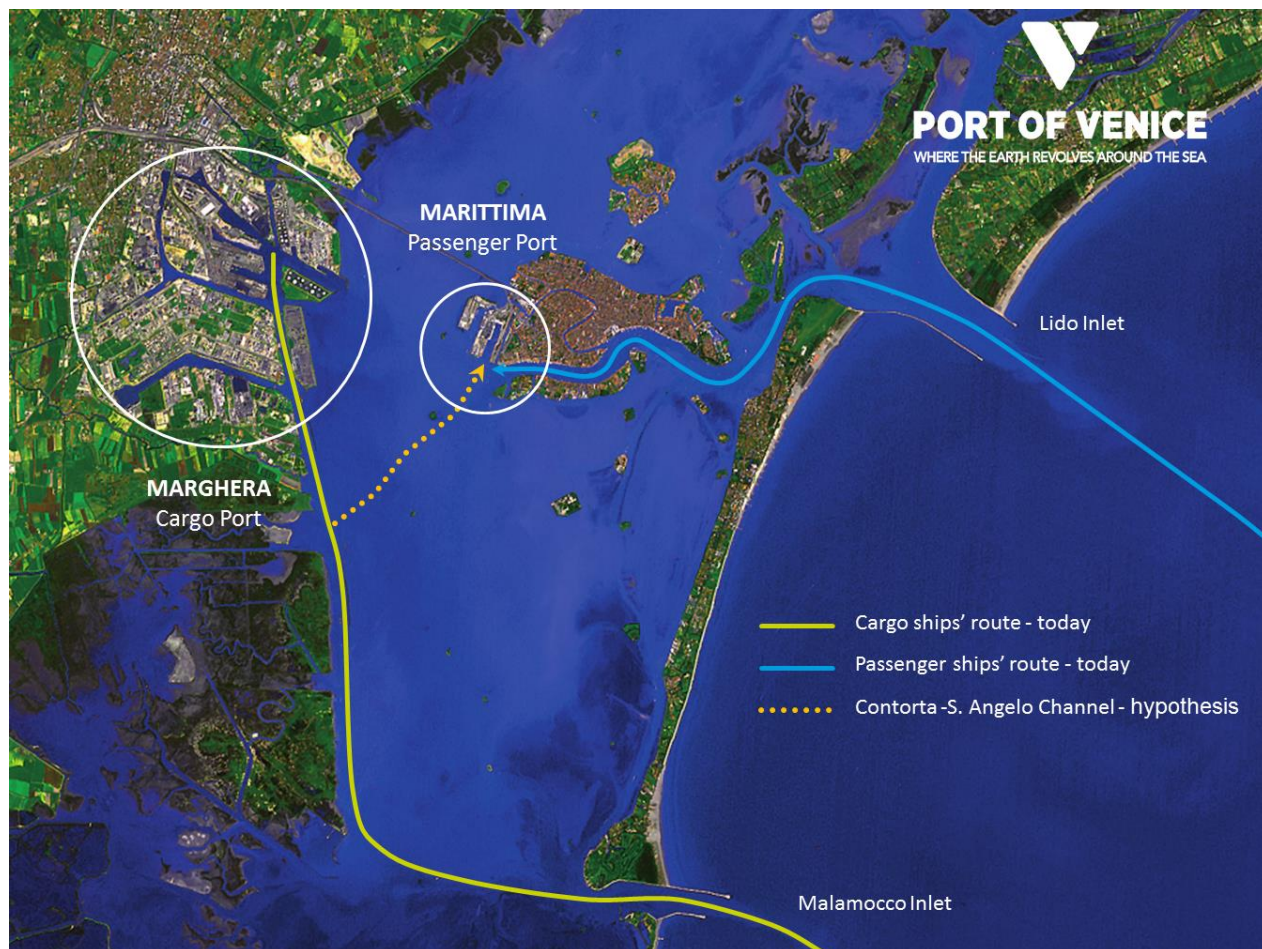 PORT OF VENICE
WHERE THE EARTH REVOLVES AROUND THE SEA
MARITTIMA
Passenger Port
Lido Inlet
MARGHERA
Cargo Port
Cargo ships' route - today
Passenger ships' route - today
Contorta -S. Angelo Channel - hypothesis
Malamocco Inlet